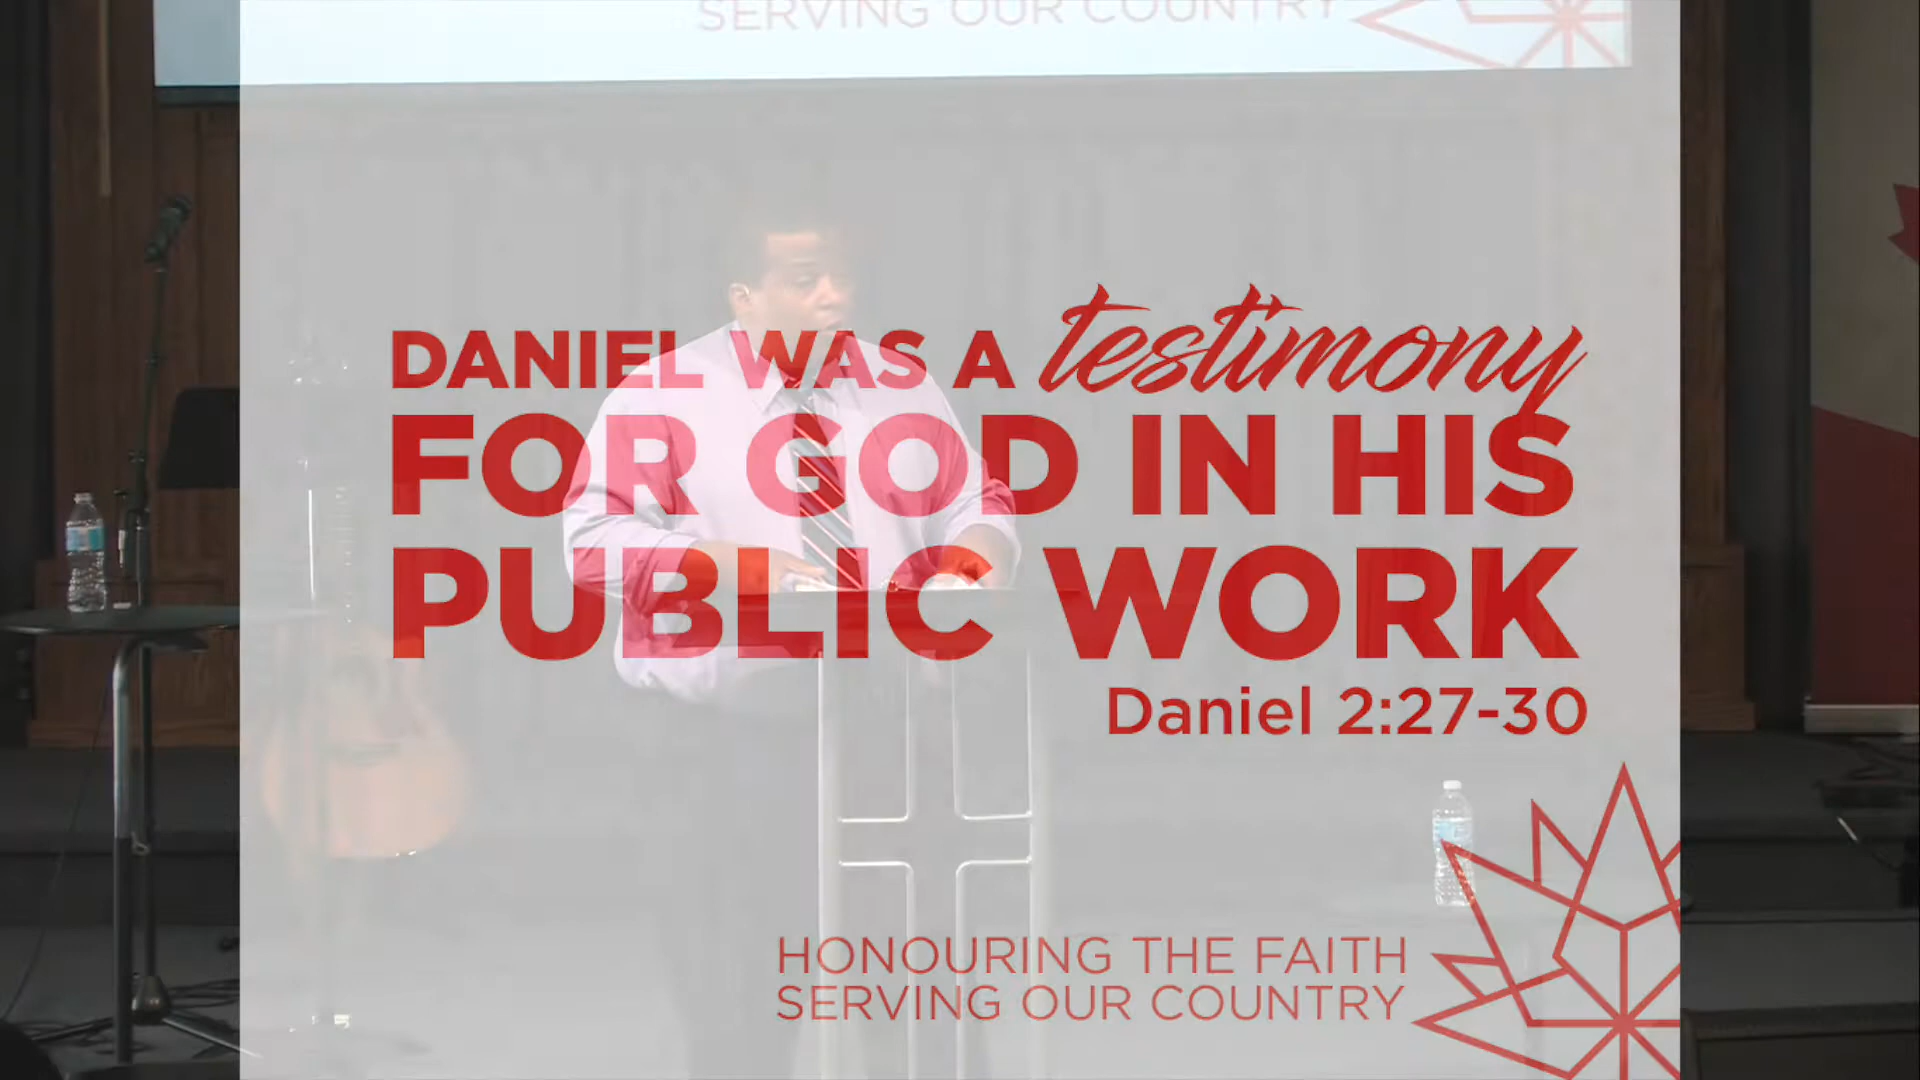 SERVING OUR COUNTRY
DANIEL WAS A testimony
FOR GOD IN HIS
PUBLIC WORK
Daniel 2:27-30
HONOURING THE FAITH
SERVING OUR COUNTRY